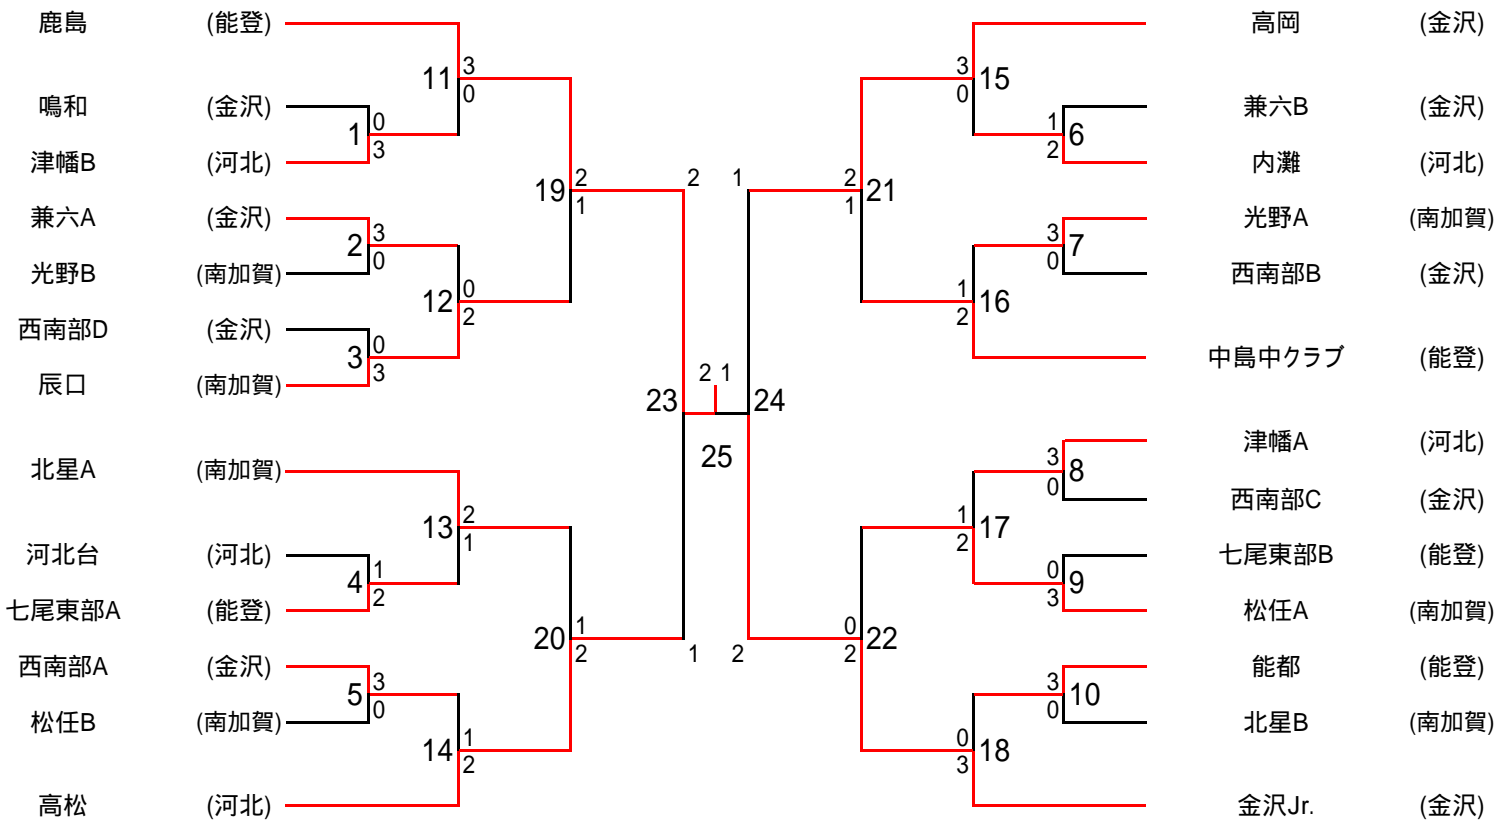 鹿島 (能登) 高岡 (金沢)
3 3
11 15
0 0
鳴和 (金沢) 兼六B (金沢)
0 1
1 6
3 2
津幡B (河北) 内灘 (河北)
2 2 1 2
19 21
1 1
兼六A (金沢) 光野A (南加賀)
3 3
2 7
0 0
光野B (南加賀) 西南部B (金沢)
0 1
12 16
2 2
西南部D (金沢)
0
3
3
中島中クラブ (能登)
辰口 (南加賀)
2 1
23 24
25
津幡A (河北)
3
8
0
北星A (南加賀)
西南部C (金沢)
2 1
13 17
1 2
河北台 (河北) 七尾東部B (能登)
1 0
4 9
2 3
七尾東部A (能登) 松任A (南加賀)
1 0
20 22
2 1 2 2
西南部A (金沢) 能都 (能登)
3 3
5 10
0 0
松任B (南加賀) 北星B (南加賀)
1 0
14 18
2 3
高松 (河北) 金沢Jr. (金沢)